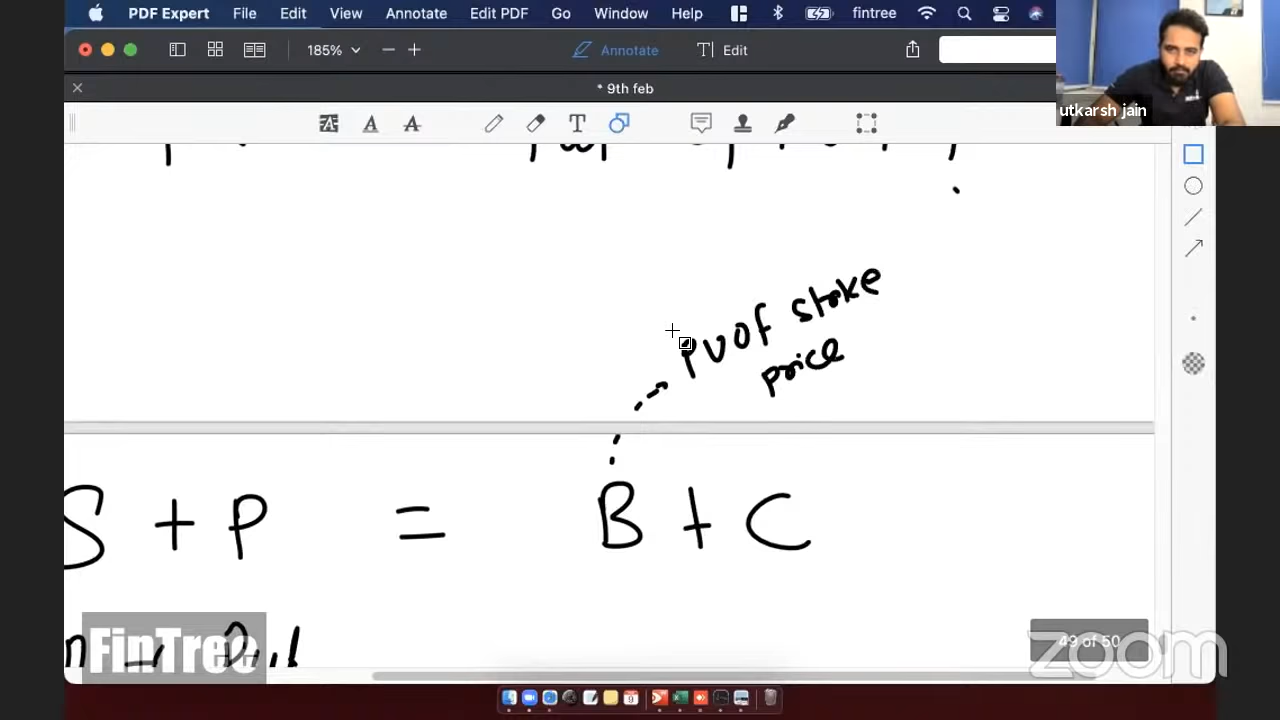 PDF Expert File Edit View Annotate Edit PDF Go Window Help fintree
185% Annotate T Edit
* 9th feb
utkarsh jain
PV of strike
price
S + P = B + C
FinTree
49 of 50
zoom